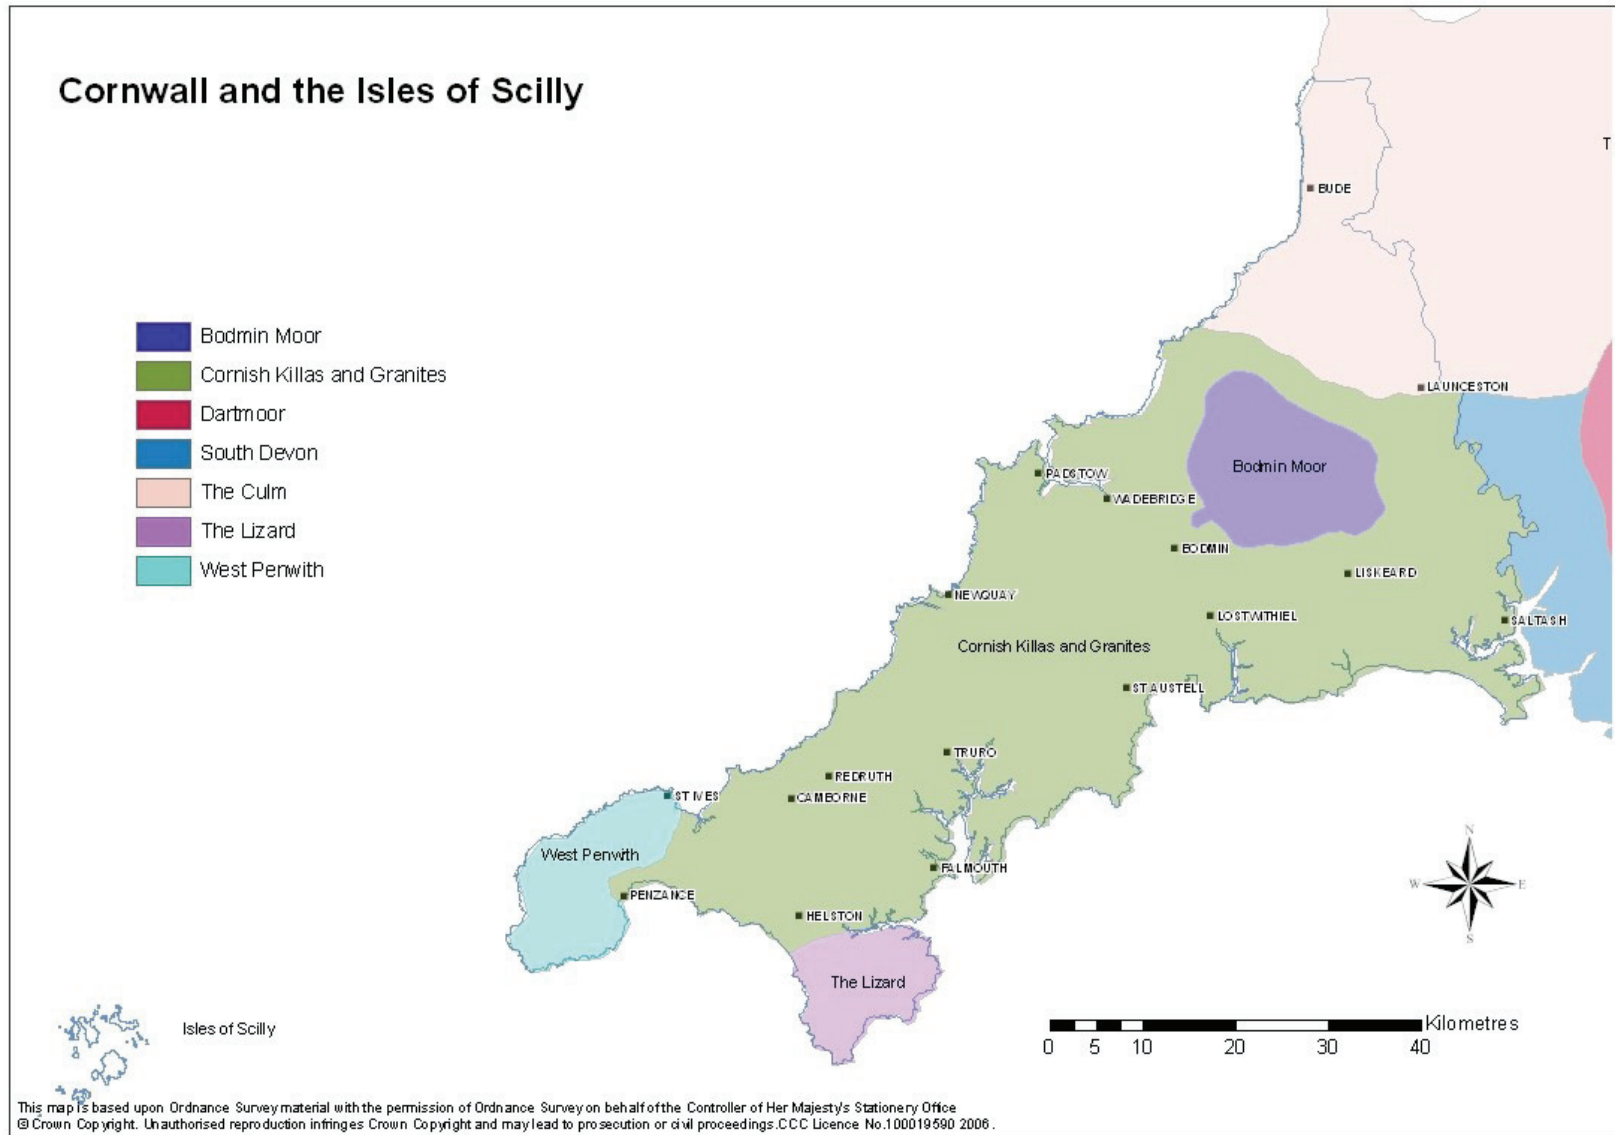 Cornwall and the Isles of Scilly
T
BUDE
Bodmin Moor
Cornish Killas and Granites
Dartmoor
South Devon
The Culm
The Lizard
West Penwith
LAUNCESTON
Bodmin Moor
PADSTOW
WADEBRIDGE
BODMIN
LISKEARD
NEWQUAY
LOSTWITHIEL
SALTASH
Cornish Killas and Granites
ST AUSTELL
TRURO
REDRUTH
ST IVES
CAMBORNE
West Penwith
FALMOUTH
PENZANCE
HELSTON
N
W E
S
The Lizard
Isles of Scilly
Kilometres
0 5 10 20 30 40
This map is based upon Ordnance Survey material with the permission of Ordnance Survey on behalf of the Controller of Her Majesty's Stationery Office
© Crown Copyright. Unauthorised reproduction infringes Crown Copyright and may lead to prosecution or civil proceedings.CCC Licence No.100019590 2006.